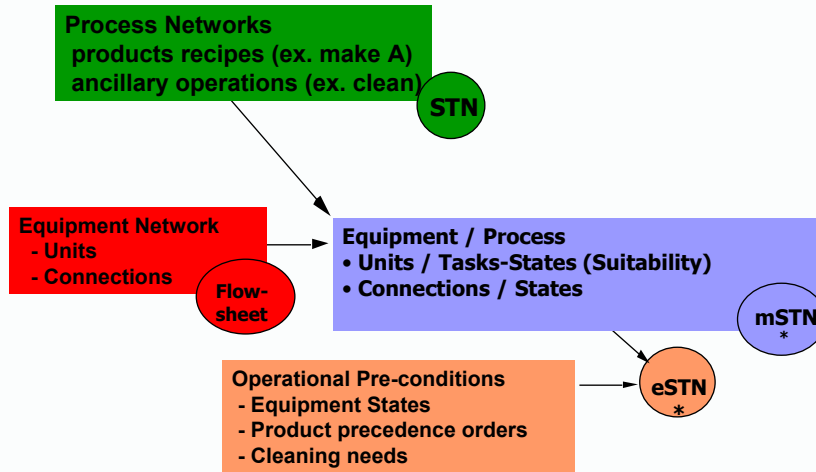 Process Networks
products recipes (ex. make A)
ancillary operations (ex. clean)
STN
Equipment Network
- Units
- Connections
Flow-
sheet
Equipment / Process
• Units / Tasks-States (Suitability)
• Connections / States
mSTN
*
Operational Pre-conditions
- Equipment States
- Product precedence orders
- Cleaning needs
eSTN
*